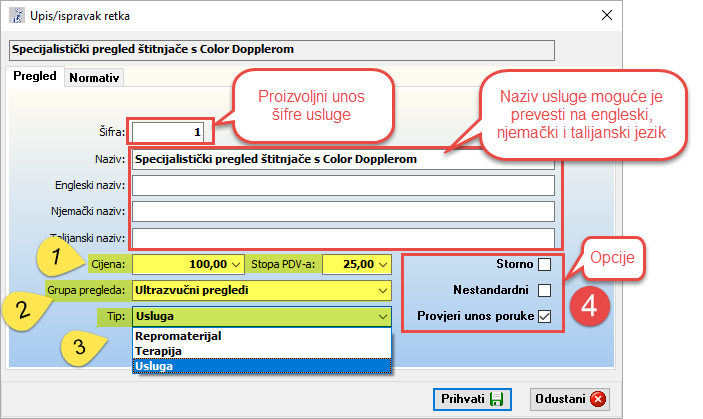 Upis/ispravak retka
Specijalistički pregled štitnjače s Color Dopplerom
Pregled
Normativ
Proizvoljni unos
šifre usluge
Naziv usluge moguće je
prevesti na engleski,
njemački i talijanski jezik
Šifra: 1
Naziv: Specijalistički pregled štitnjače s Color Dopplerom
Engleski naziv:
Njemački naziv:
Talijanski naziv:
1 Cijena: 100,00 Stopa PDV-a: 25,00
Storno
Opcije
2 Grupa pregleda: Ultrazvučni pregledi
Nestandardni
4
Tip: Usluga
Provjeri unos poruke
3
Repromaterijal
Terapija
Usluga
Prihvati
Odustani